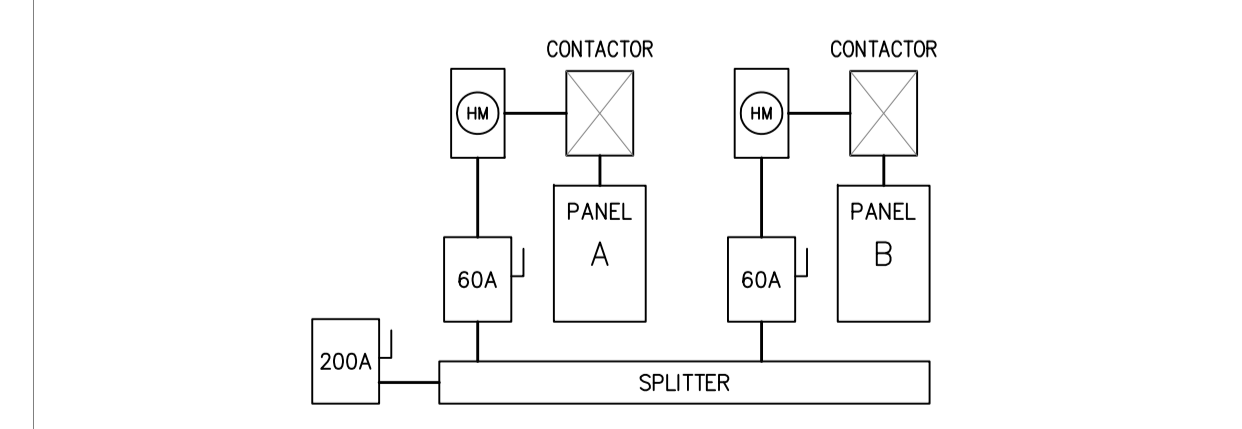 CONTACTOR
CONTACTOR
HM
HM
PANEL
A
PANEL
B
60A
60A
200A
SPLITTER